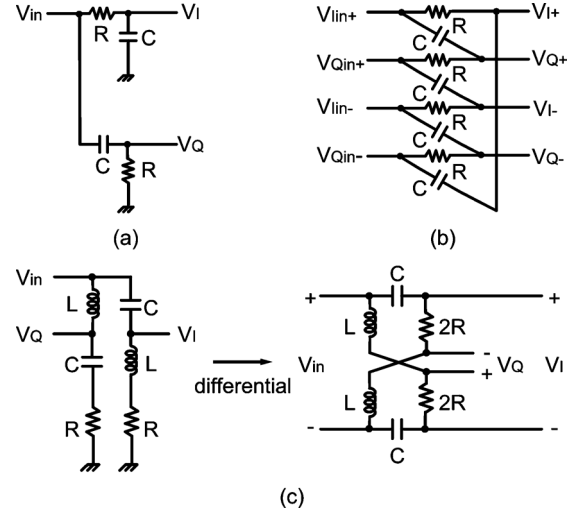 Vin
VI
R
C
VQ
C
R
(a)
VIin+
VI+
R
C
VQin+
VQ+
R
C
VIin-
VI-
R
C
VQin-
VQ-
R
C
(b)
Vin
L
C
VQ
VI
C
L
R
R
differential
C
+
+
L
2R
-
Vin
VQ
VI
+
L
2R
-
-
C
(c)